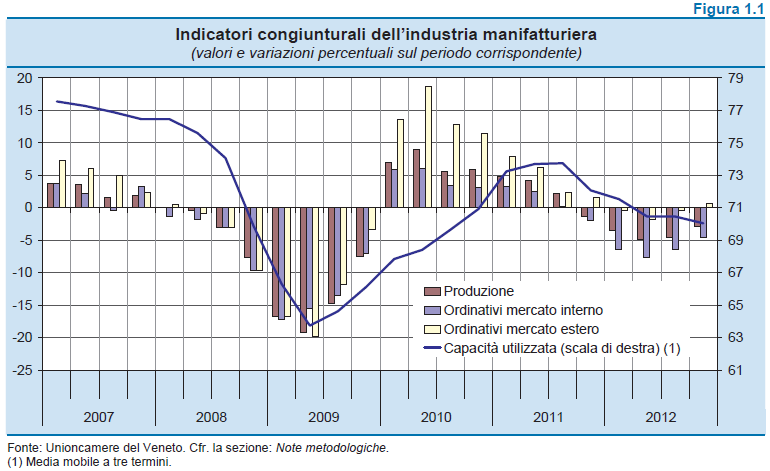 Figura 1.1
Indicatori congiunturali dell'industria manifatturiera
(valori e variazioni percentuali sul periodo corrispondente)
20 79
15 77
10 75
5 73
0 71
-5 69
-10 67
-15 65
-20 63
-25 61
Produzione
Ordinativi mercato interno
Ordinativi mercato estero
Capacità utilizzata (scala di destra) (1)
2007 2008 2009 2010 2011 2012
Fonte: Unioncamere del Veneto. Cfr. la sezione: Note metodologiche.
(1) Media mobile a tre termini.